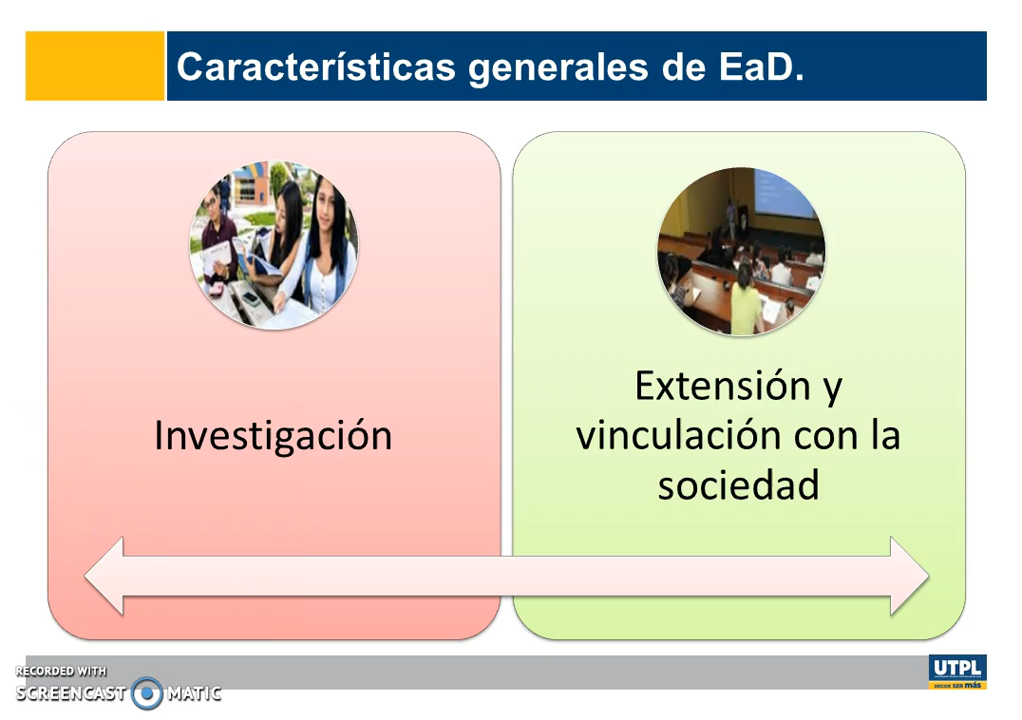 Características generales de EaD.
Investigación
Extensión y
vinculación con la
sociedad
RECORDED WITH
SCREENCAST MATIC
UTPL
DECIDE SER más